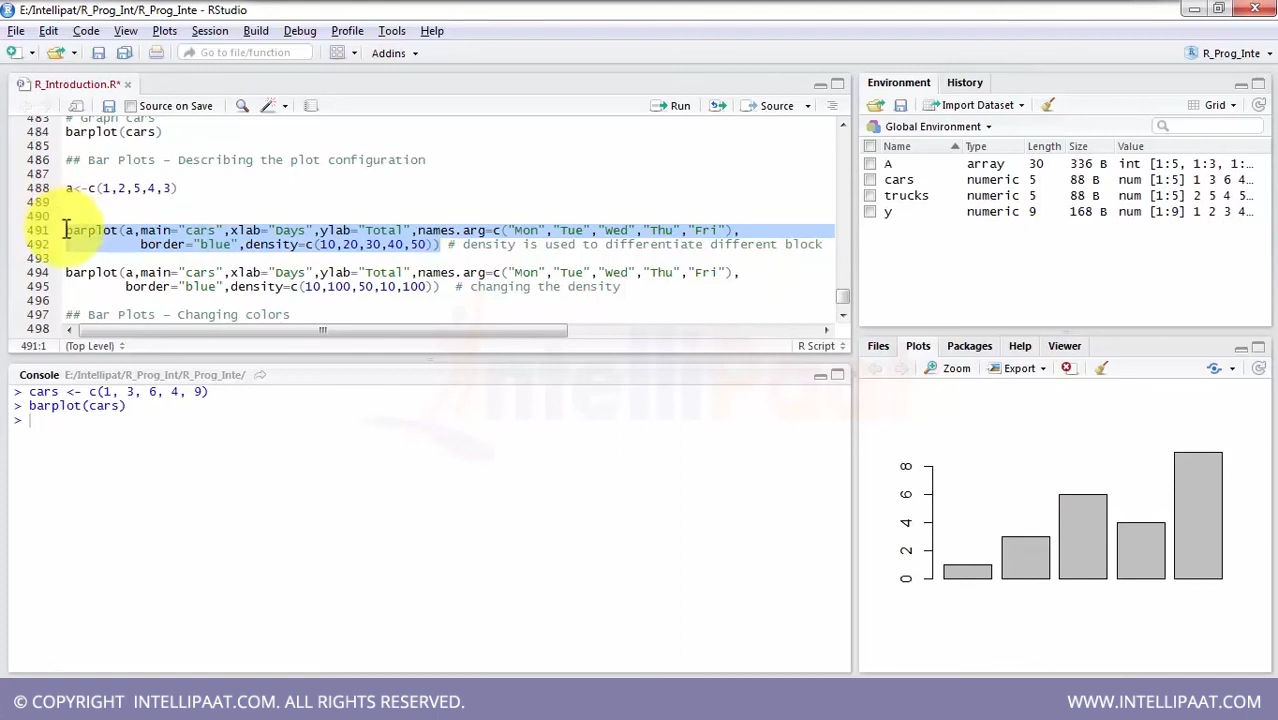 E:/Intellipat/R_Prog_Int/R_Prog_Inte - RStudio
File Edit Code View Plots Session Build Debug Profile Tools Help
Go to file/function Addins R_Prog_Inte
R_Introduction.R*
Source on Save Run Source
483 # Graph cars
484 barplot(cars)
485
486 ## Bar Plots – Describing the plot configuration
487
488 a<-c(1,2,5,4,3)
489
490
491 barplot(a,main="cars",xlab="Days",ylab="Total",names.arg=c("Mon","Tue","Wed","Thu","Fri"),
492 border="blue",density=c(10,20,30,40,50)) # density is used to differentiate different block
493
494 barplot(a,main="cars",xlab="Days",ylab="Total",names.arg=c("Mon","Tue","Wed","Thu","Fri"),
495 border="blue",density=c(10,100,50,10,100)) # changing the density
496
497 ## Bar Plots – Changing colors
498
491:1 (Top Level) R Script
Console E:/Intellipat/R_Prog_Int/R_Prog_Inte/
> cars <- c(1, 3, 6, 4, 9)
> barplot(cars)
>
Environment History
Import Dataset Grid
Global Environment
Name Type Length Size Value
A array 30 336 B int [1:5, 1:3, 1:…
cars numeric 5 88 B num [1:5] 1 3 6 4…
trucks numeric 5 88 B num [1:5] 2 5 4 5…
y numeric 9 168 B num [1:9] 1 2 3 4…
Files Plots Packages Help Viewer
Zoom Export
8
6
4
2
0
intellipaat
© COPYRIGHT INTELLIPAAT.COM. ALL RIGHTS RESERVED.
WWW.INTELLIPAAT.COM